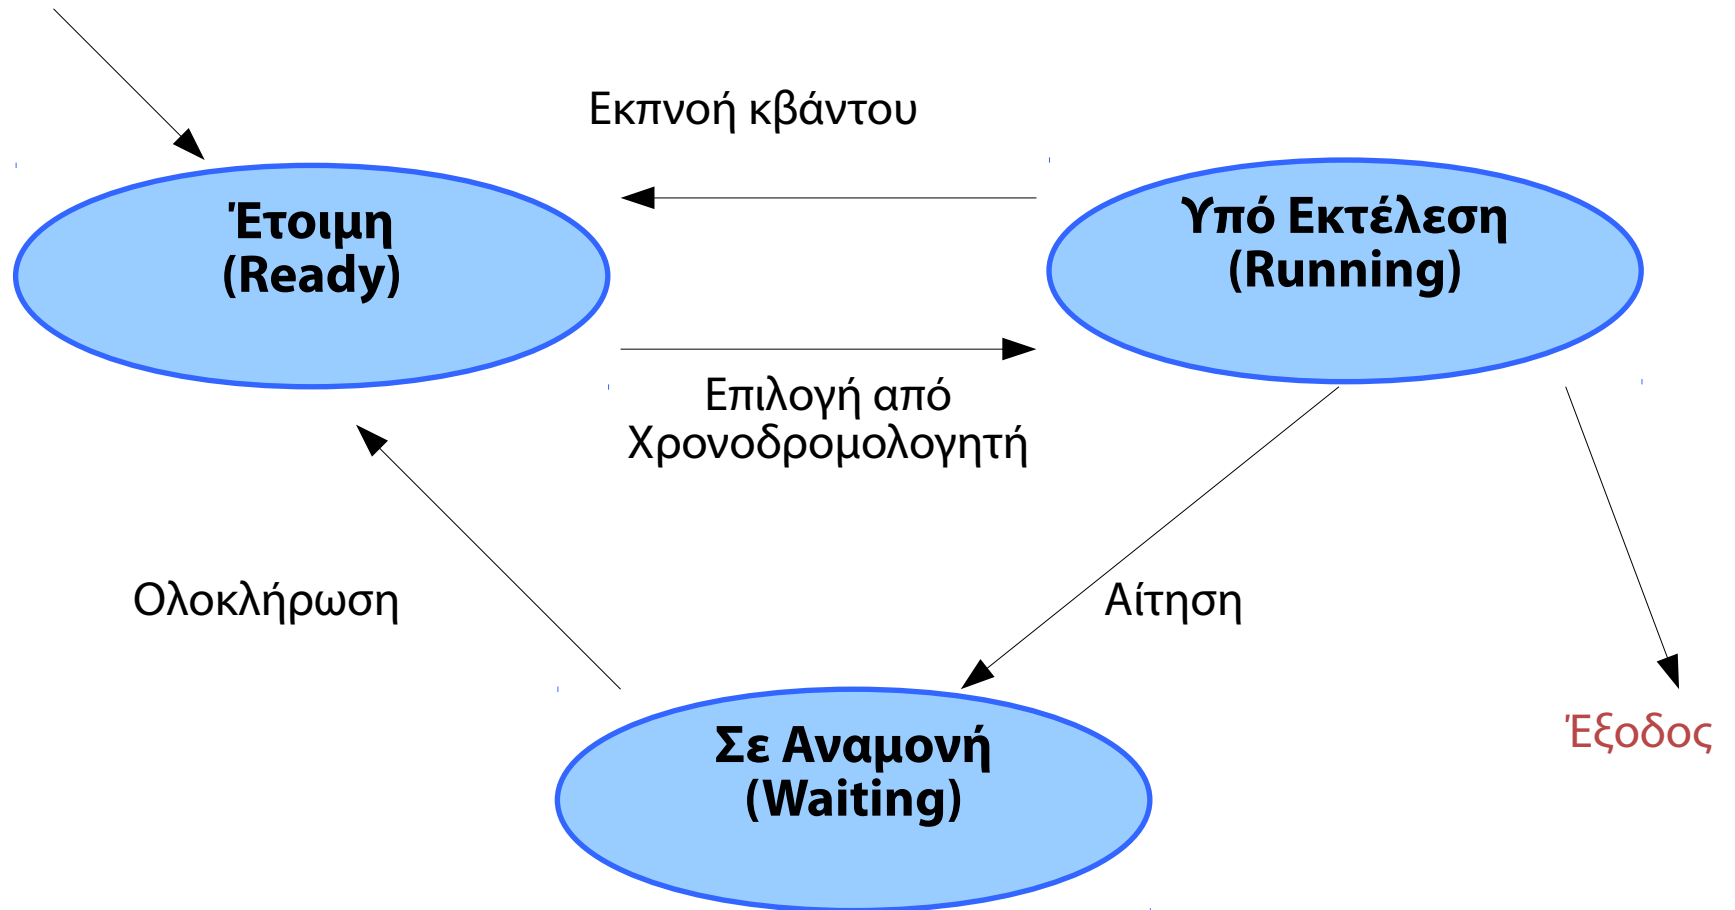 Εκπνοή κβάντου
Έτοιμη
(Ready)
Υπό Εκτέλεση
(Running)
Επιλογή από
Χρονοδρομολογητή
Ολοκλήρωση
Αίτηση
Σε Αναμονή
(Waiting)
Έξοδος